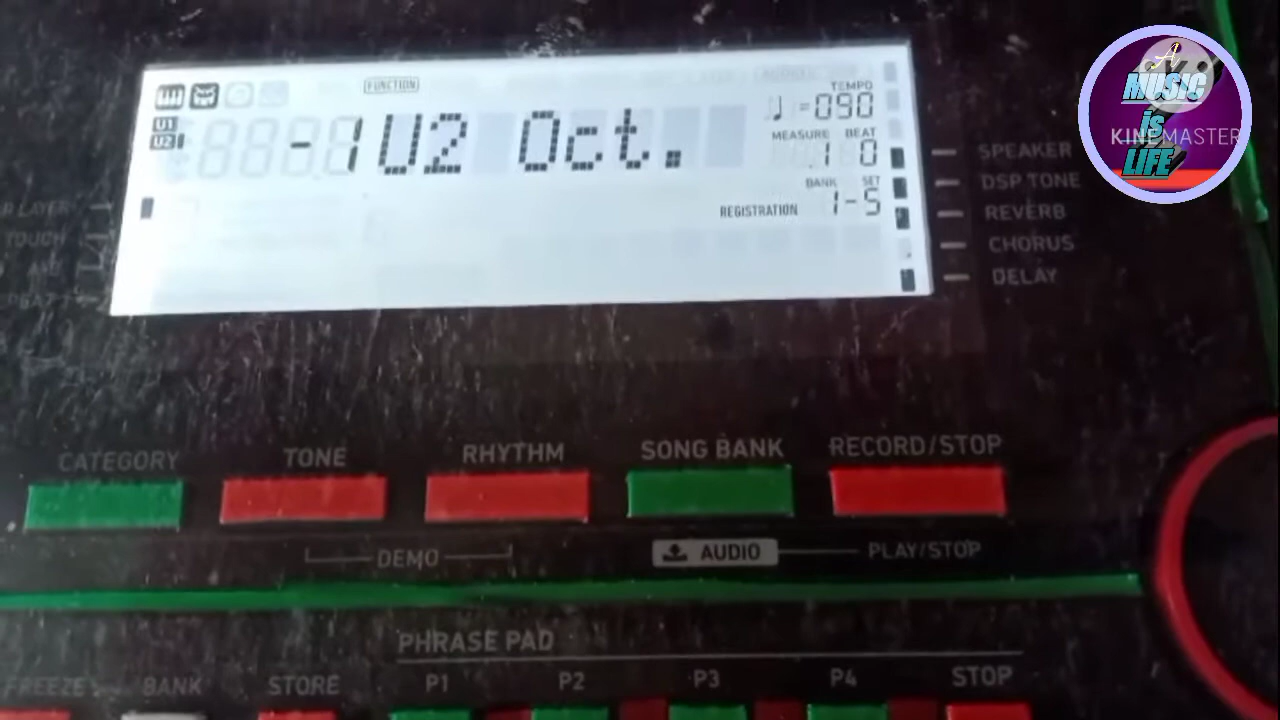 FUNCTION
TEMPO
♩=090
U1
U2
-1 U2 Oct.
MEASURE BEAT
1 0
BANK SET
REGISTRATION 1-5
SPEAKER
DSP TONE
REVERB
CHORUS
DELAY
TOUCH
CATEGORY TONE RHYTHM SONG BANK RECORD/STOP
DEMO AUDIO PLAY/STOP
PHRASE PAD
FREEZE BANK STORE P1 P2 P3 P4 STOP
A
MUSIC
iS
LIFE
KINEMASTER